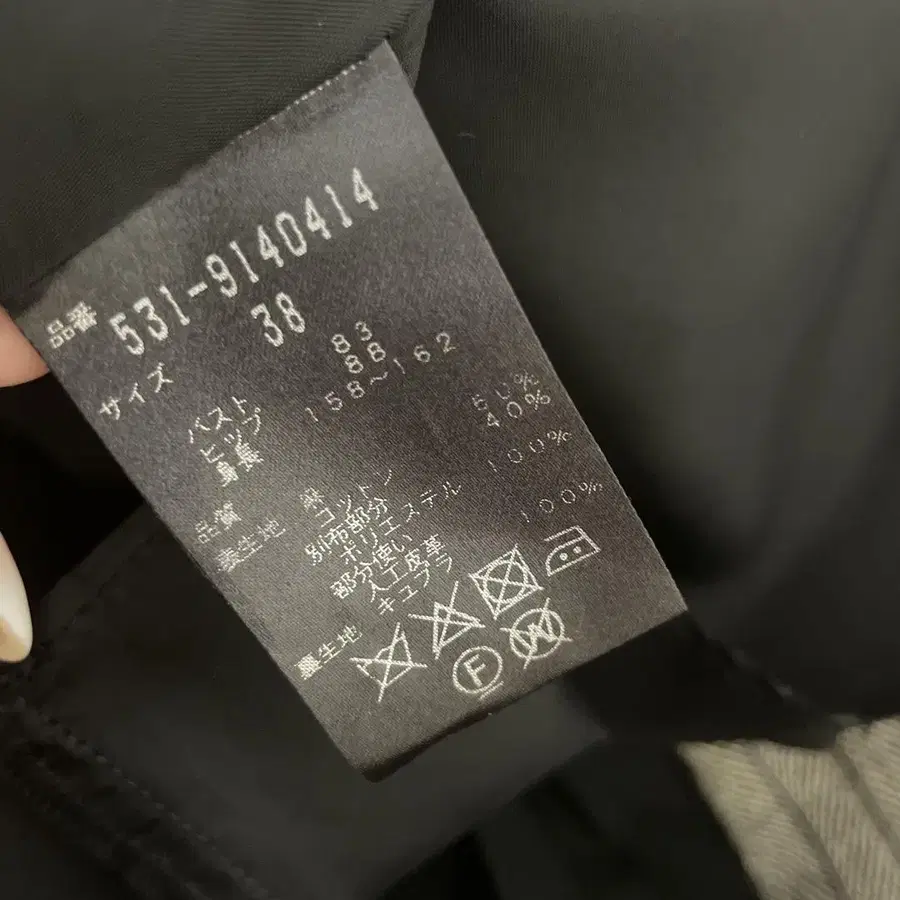 品番 531-9140414
サイズ 38
バスト 83
ヒップ 88
身長 158~162
品質
表生地 麻 60%
コットン 40%
別布部分
ポリエステル 100%
部分使い
人工皮革
裏生地 キュプラ 100%
F
W